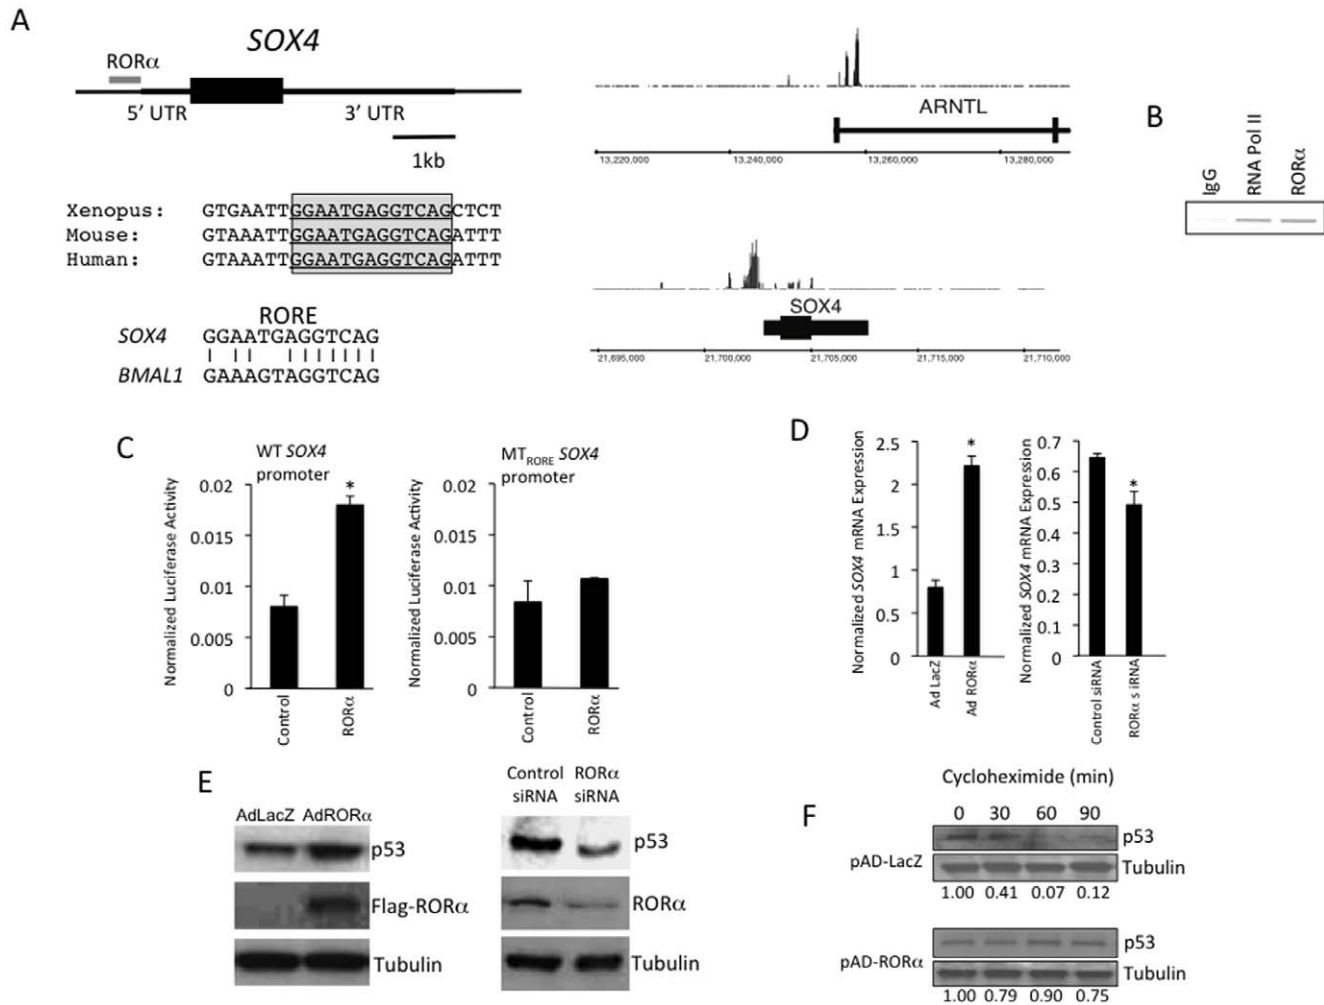 A
SOX4
RORα
5' UTR
3' UTR
1kb
Xenopus: GTGAATTGGAATGAGGTCAGCTCT
Mouse: GTAAATTGGAATGAGGTCAGATTT
Human: GTAAATTGGAATGAGGTCAGATTT
RORE
SOX4 GGAATGAGGTCAG
BMAL1 GAAAGTAGGTCAG
ARNTL
13,220,000 13,240,000 13,260,000 13,280,000
SOX4
21,695,000 21,700,000 21,705,000 21,715,000 21,710,000
B
IgG
RNA Pol II
RORα
C
WT SOX4
promoter
Normalized Luciferase Activity
0.02
0.015
0.01
0.005
0
*
Control
RORα
MTRORE SOX4
promoter
Normalized Luciferase Activity
0.02
0.015
0.01
0.005
0
Control
RORα
D
Normalized SOX4 mRNA Expression
2.5
2
1.5
1
0.5
0
*
Ad LacZ
Ad RORα
Normalized SOX4 mRNA Expression
0.7
0.6
0.5
0.4
0.3
0.2
0.1
0
*
Control siRNA
RORα s iRNA
E
AdLacZ AdRORα
p53
Flag-RORα
Tubulin
Control RORα
siRNA siRNA
p53
RORα
Tubulin
F
Cycloheximide (min)
0 30 60 90
pAD-LacZ
p53
Tubulin
1.00 0.41 0.07 0.12
pAD-RORα
p53
Tubulin
1.00 0.79 0.90 0.75